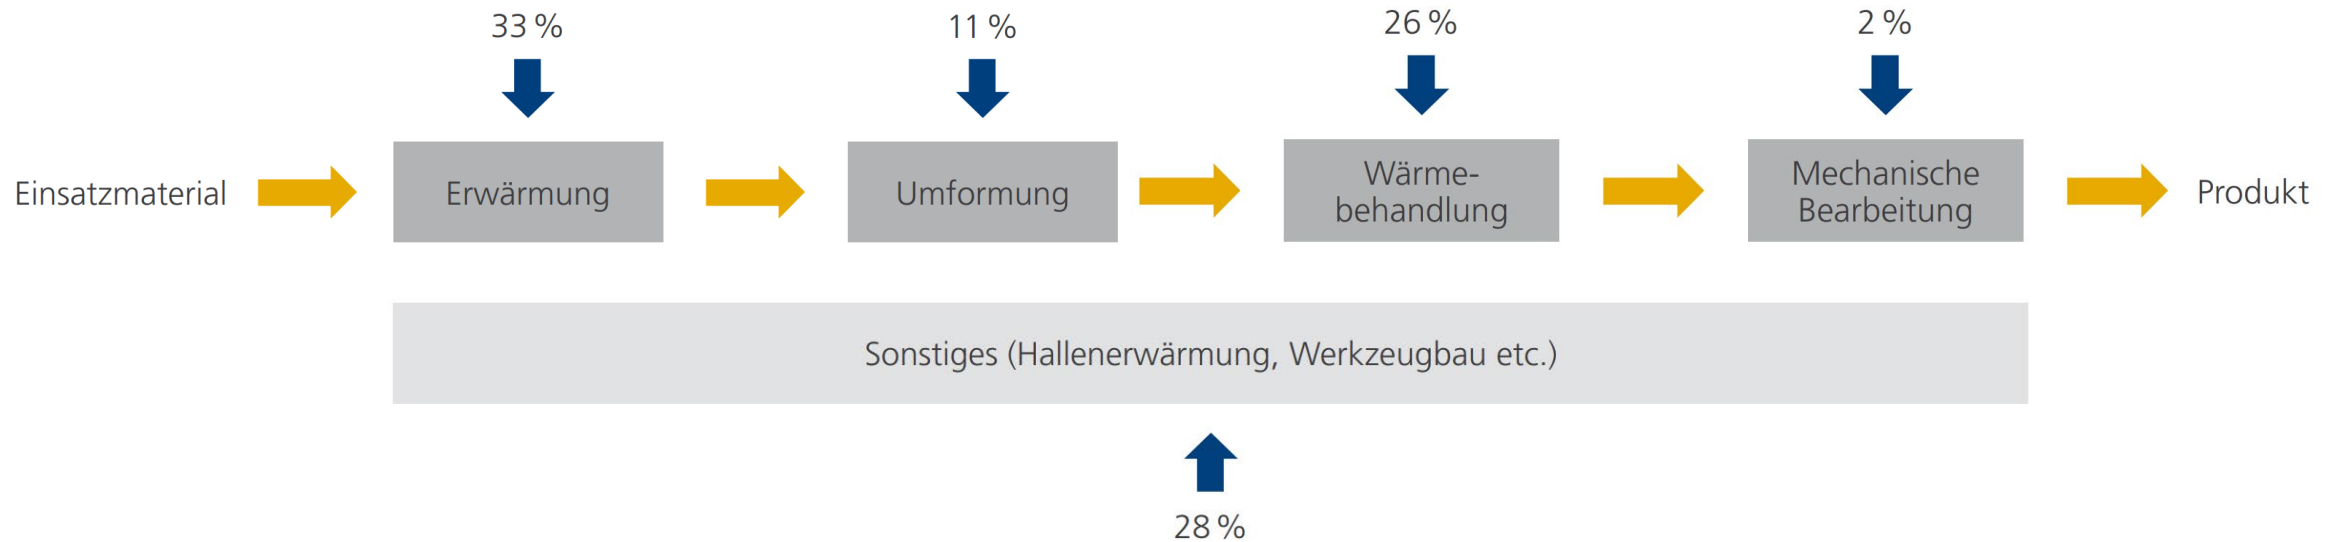 33 %
11 %
26 %
2 %
Einsatzmaterial
Erwärmung
Umformung
Wärme-
behandlung
Mechanische
Bearbeitung
Produkt
Sonstiges (Hallenerwärmung, Werkzeugbau etc.)
28 %